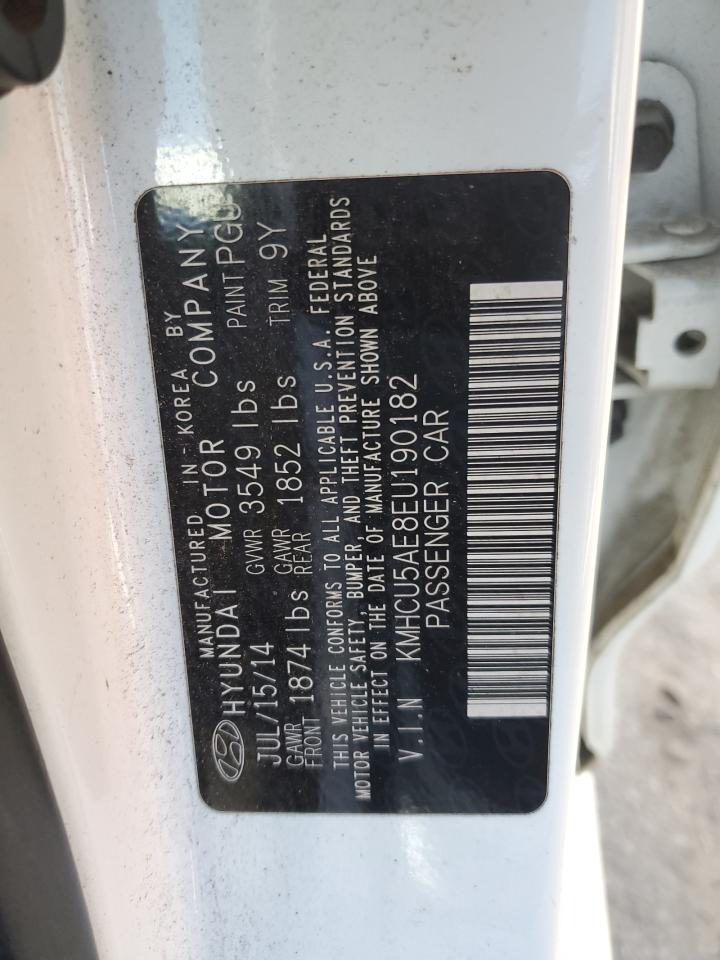 MANUFACTURED IN KOREA BY
HYUNDAI MOTOR COMPANY
JUL/15/14 GVWR 3549 lbs PAINT PGU
GAWR FRONT 1874 lbs GAWR REAR 1852 lbs TRIM 9Y
THIS VEHICLE CONFORMS TO ALL APPLICABLE U.S.A. FEDERAL
MOTOR VEHICLE SAFETY, BUMPER, AND THEFT PREVENTION STANDARDS
IN EFFECT ON THE DATE OF MANUFACTURE SHOWN ABOVE
V.I.N KMHCU5AE8EU190182
PASSENGER CAR